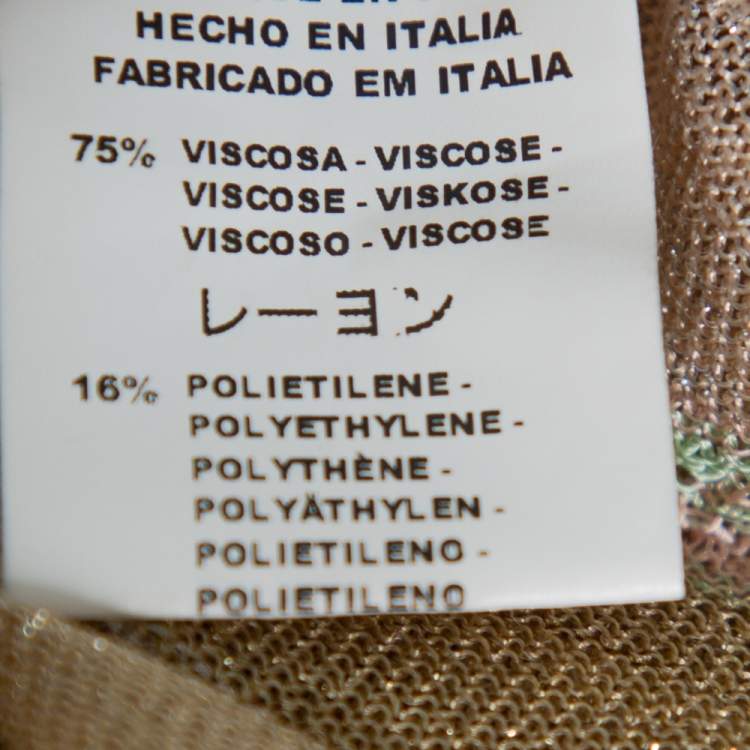 HECHO EN ITALIA
FABRICADO EM ITALIA
75% VISCOSA - VISCOSE -
VISCOSE - VISKOSE -
VISCOSO - VISCOSE
レーヨン
16% POLIETILENE -
POLYETHYLENE -
POLYTHÈNE -
POLYÄTHYLEN -
POLIETILENO -
POLIETILENO